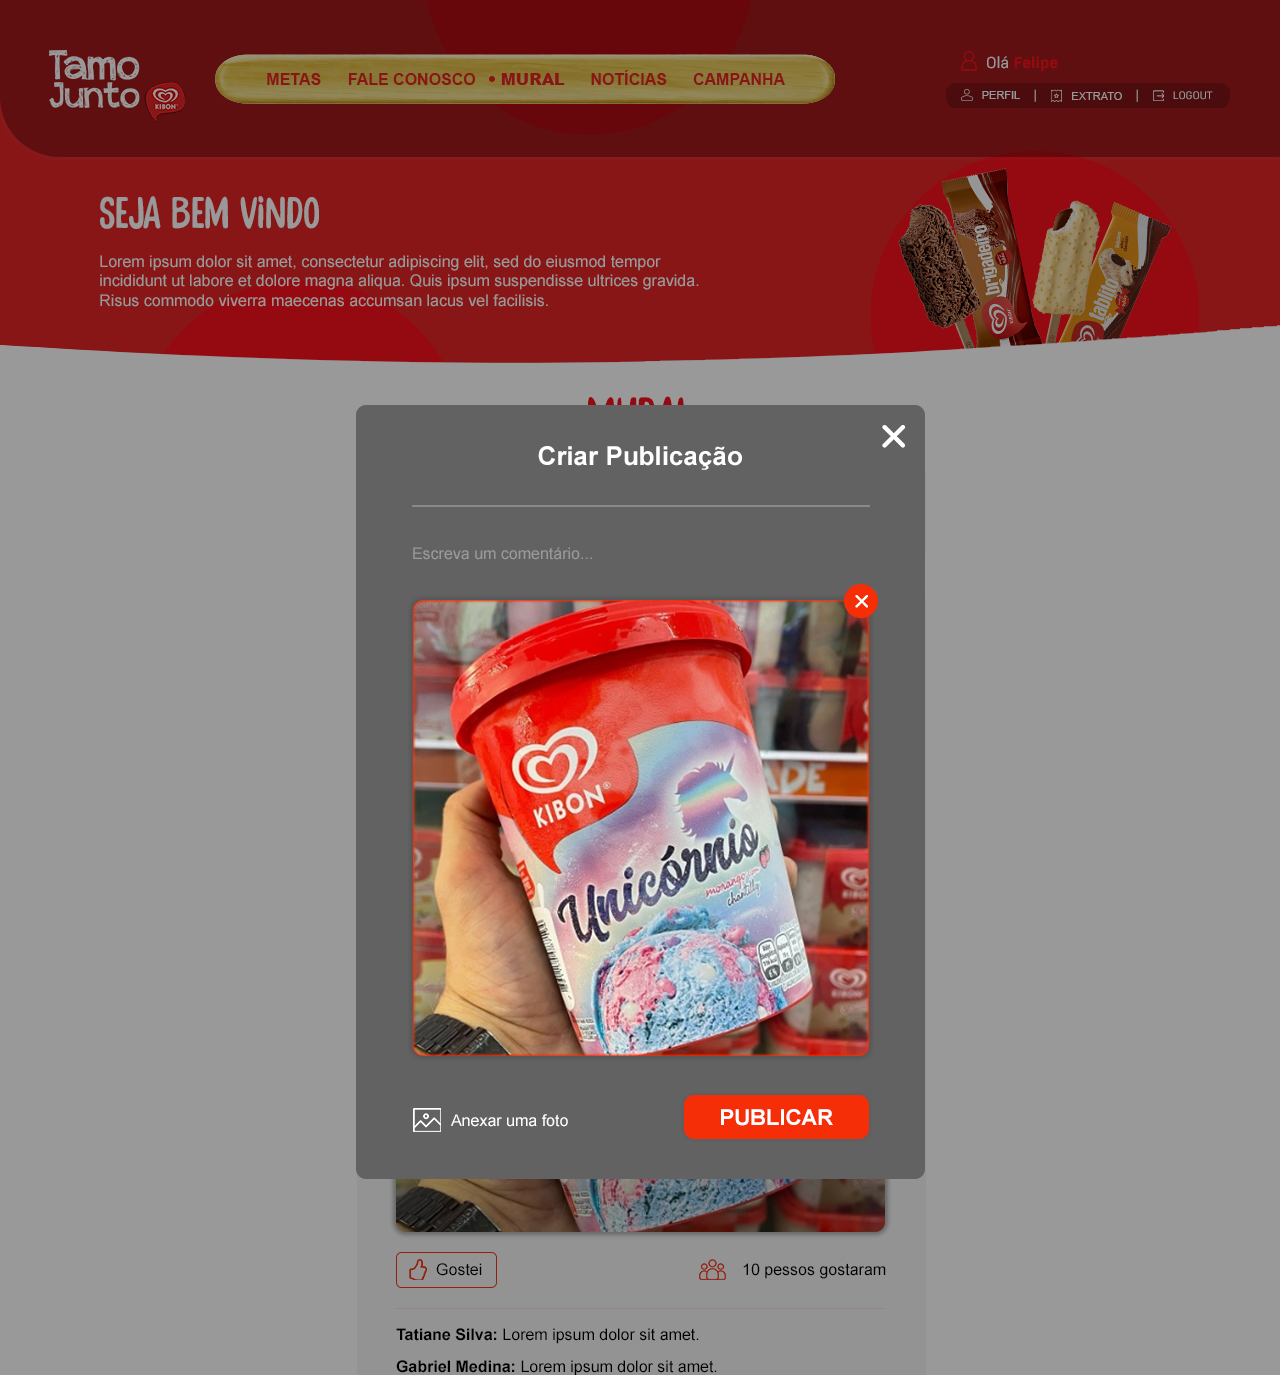 Tamo
Junto
KIBON
METAS FALE CONOSCO • MURAL NOTÍCIAS CAMPANHA
Olá Felipe
PERFIL | EXTRATO | LOGOUT
SEJA BEM VINDO
Lorem ipsum dolor sit amet, consectetur adipiscing elit, sed do eiusmod tempor
incididunt ut labore et dolore magna aliqua. Quis ipsum suspendisse ultrices gravida.
Risus commodo viverra maecenas accumsan lacus vel facilisis.
brigadeiro
Tablito
MURAL
Criar Publicação
Escreva um comentário...
ADE
KIBON
Unicórnio
morango com
chantilly
Anexar uma foto
PUBLICAR
Gostei
10 pessos gostaram
Tatiane Silva: Lorem ipsum dolor sit amet.
Gabriel Medina: Lorem ipsum dolor sit amet.